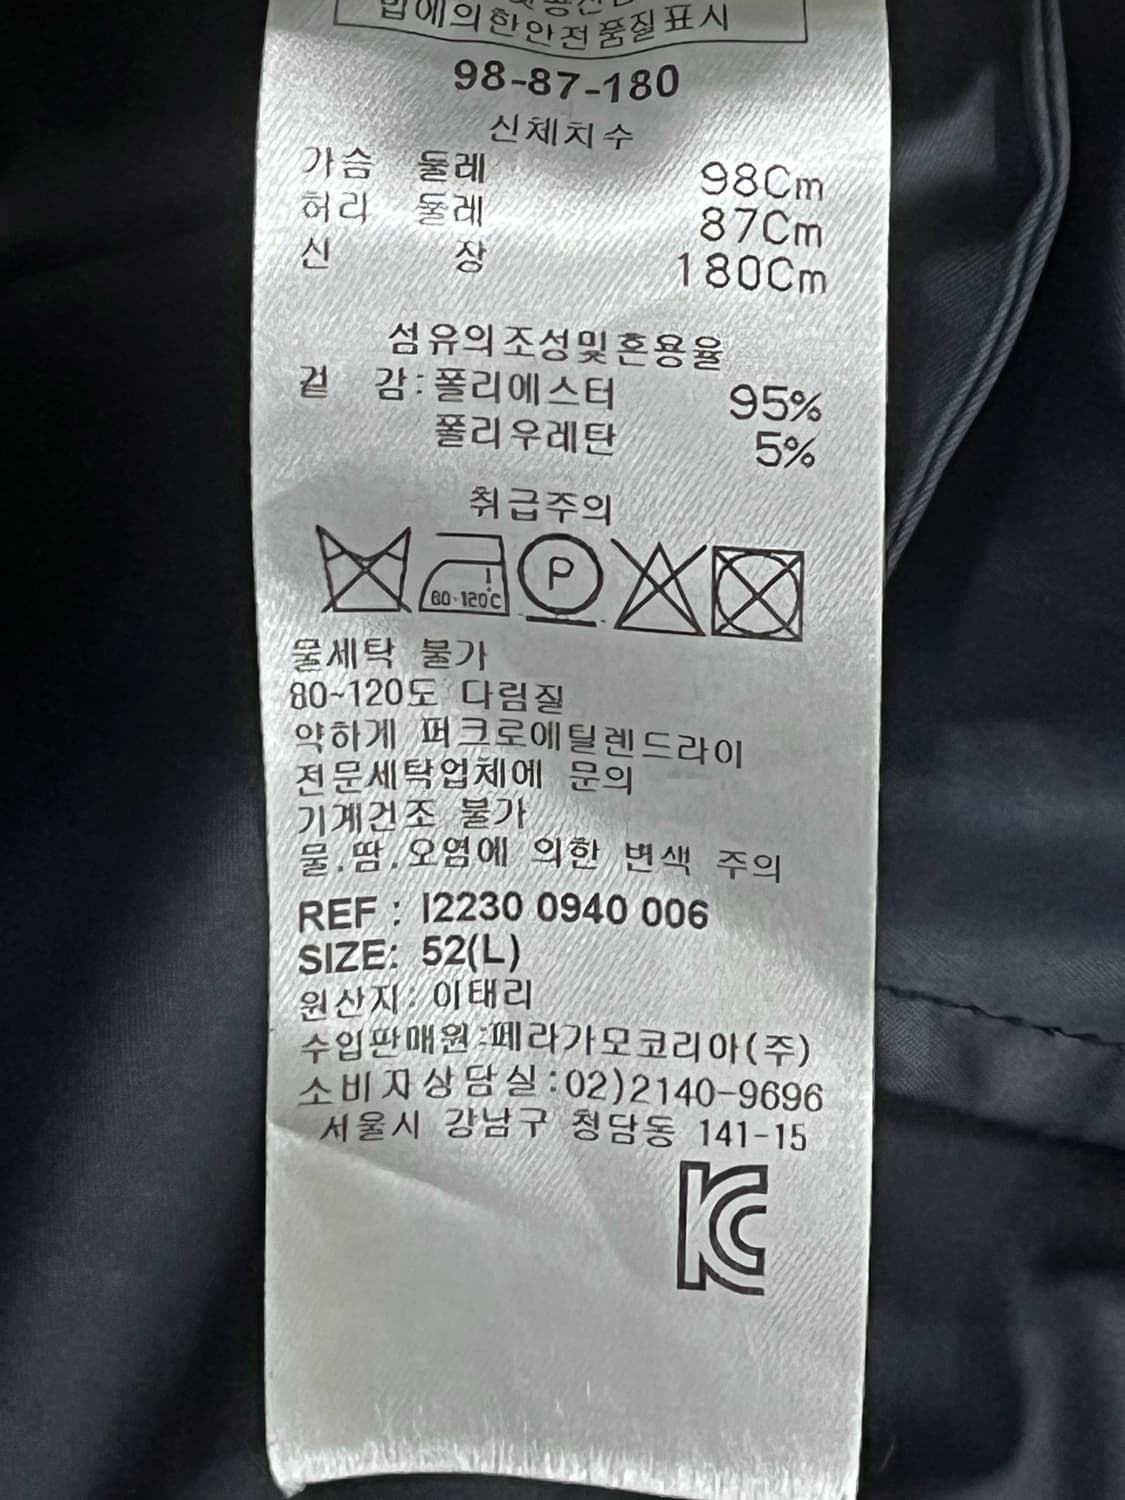 법에의한안전품질표시
98-87-180
신체치수
가슴 둘레 98Cm
허리 둘레 87Cm
신 장 180Cm
섬유의조성및혼용율
겉 감:폴리에스터 95%
폴리우레탄 5%
취급주의
80-120℃ P
물세탁 불가
80~120도 다림질
약하게 퍼크로에틸렌드라이
전문세탁업체에 문의
기계건조 불가
물.땀.오염에 의한 변색 주의
REF : I2230 0940 006
SIZE: 52(L)
원산지: 이태리
수입판매원:페라가모코리아(주)
소비자상담실:02)2140-9696
서울시 강남구 청담동 141-15
KC